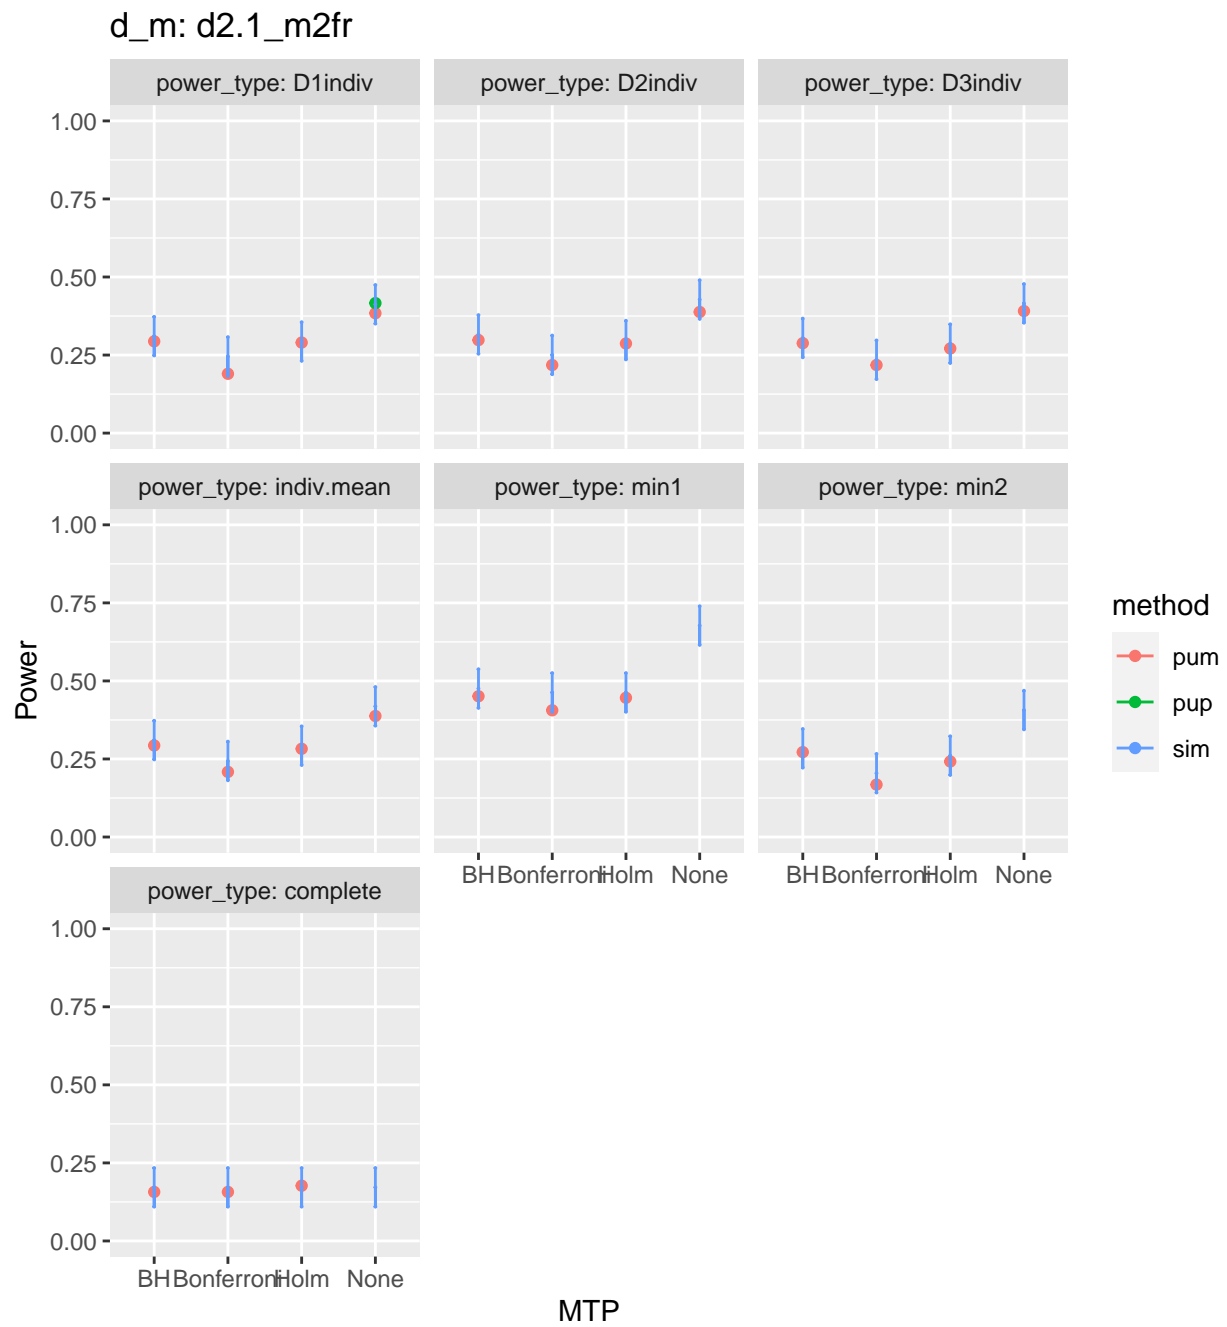 d_m: d2.1_m2fr
power_type: D1indiv
power_type: D2indiv
power_type: D3indiv
1.00
0.75
0.50
0.25
0.00
power_type: indiv.mean
power_type: min1
power_type: min2
1.00
0.75
0.50
0.25
0.00
BH Bonferroni Holm None
BH Bonferroni Holm None
power_type: complete
1.00
0.75
0.50
0.25
0.00
BH Bonferroni Holm None
MTP
Power
method
pum
pup
sim